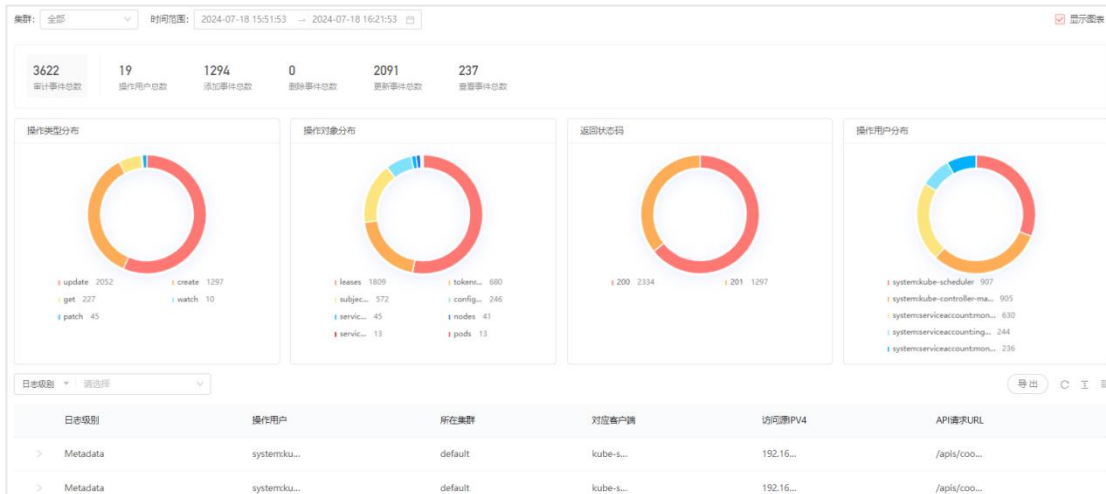 集群: 全部 时间范围: 2024-07-18 15:51:53 → 2024-07-18 16:21:53 显示图表
3622 19 1294 0 2091 237
审计事件总数 操作用户总数 添加事件总数 删除事件总数 更新事件总数 查看事件总数
操作类型分布 操作对象分布 返回状态码 操作用户分布
update 2052 create 1297
get 227 watch 10
patch 45
leases 1809 tokenr... 680
subjec... 572 config... 246
servic... 45 nodes 41
servic... 13 pods 13
200 2334 201 1297
system:kube-scheduler 907
system:kube-controller-ma... 905
system:serviceaccount:mon... 630
system:serviceaccount:ing... 244
system:serviceaccount:mon... 236
日志级别 请选择 导出
日志级别 操作用户 所在集群 对应客户端 访问源IPV4 API请求URL
Metadata system:ku... default kube-s... 192.16... /apis/coo...
Metadata system:ku... default kube-s... 192.16... /apis/coo...